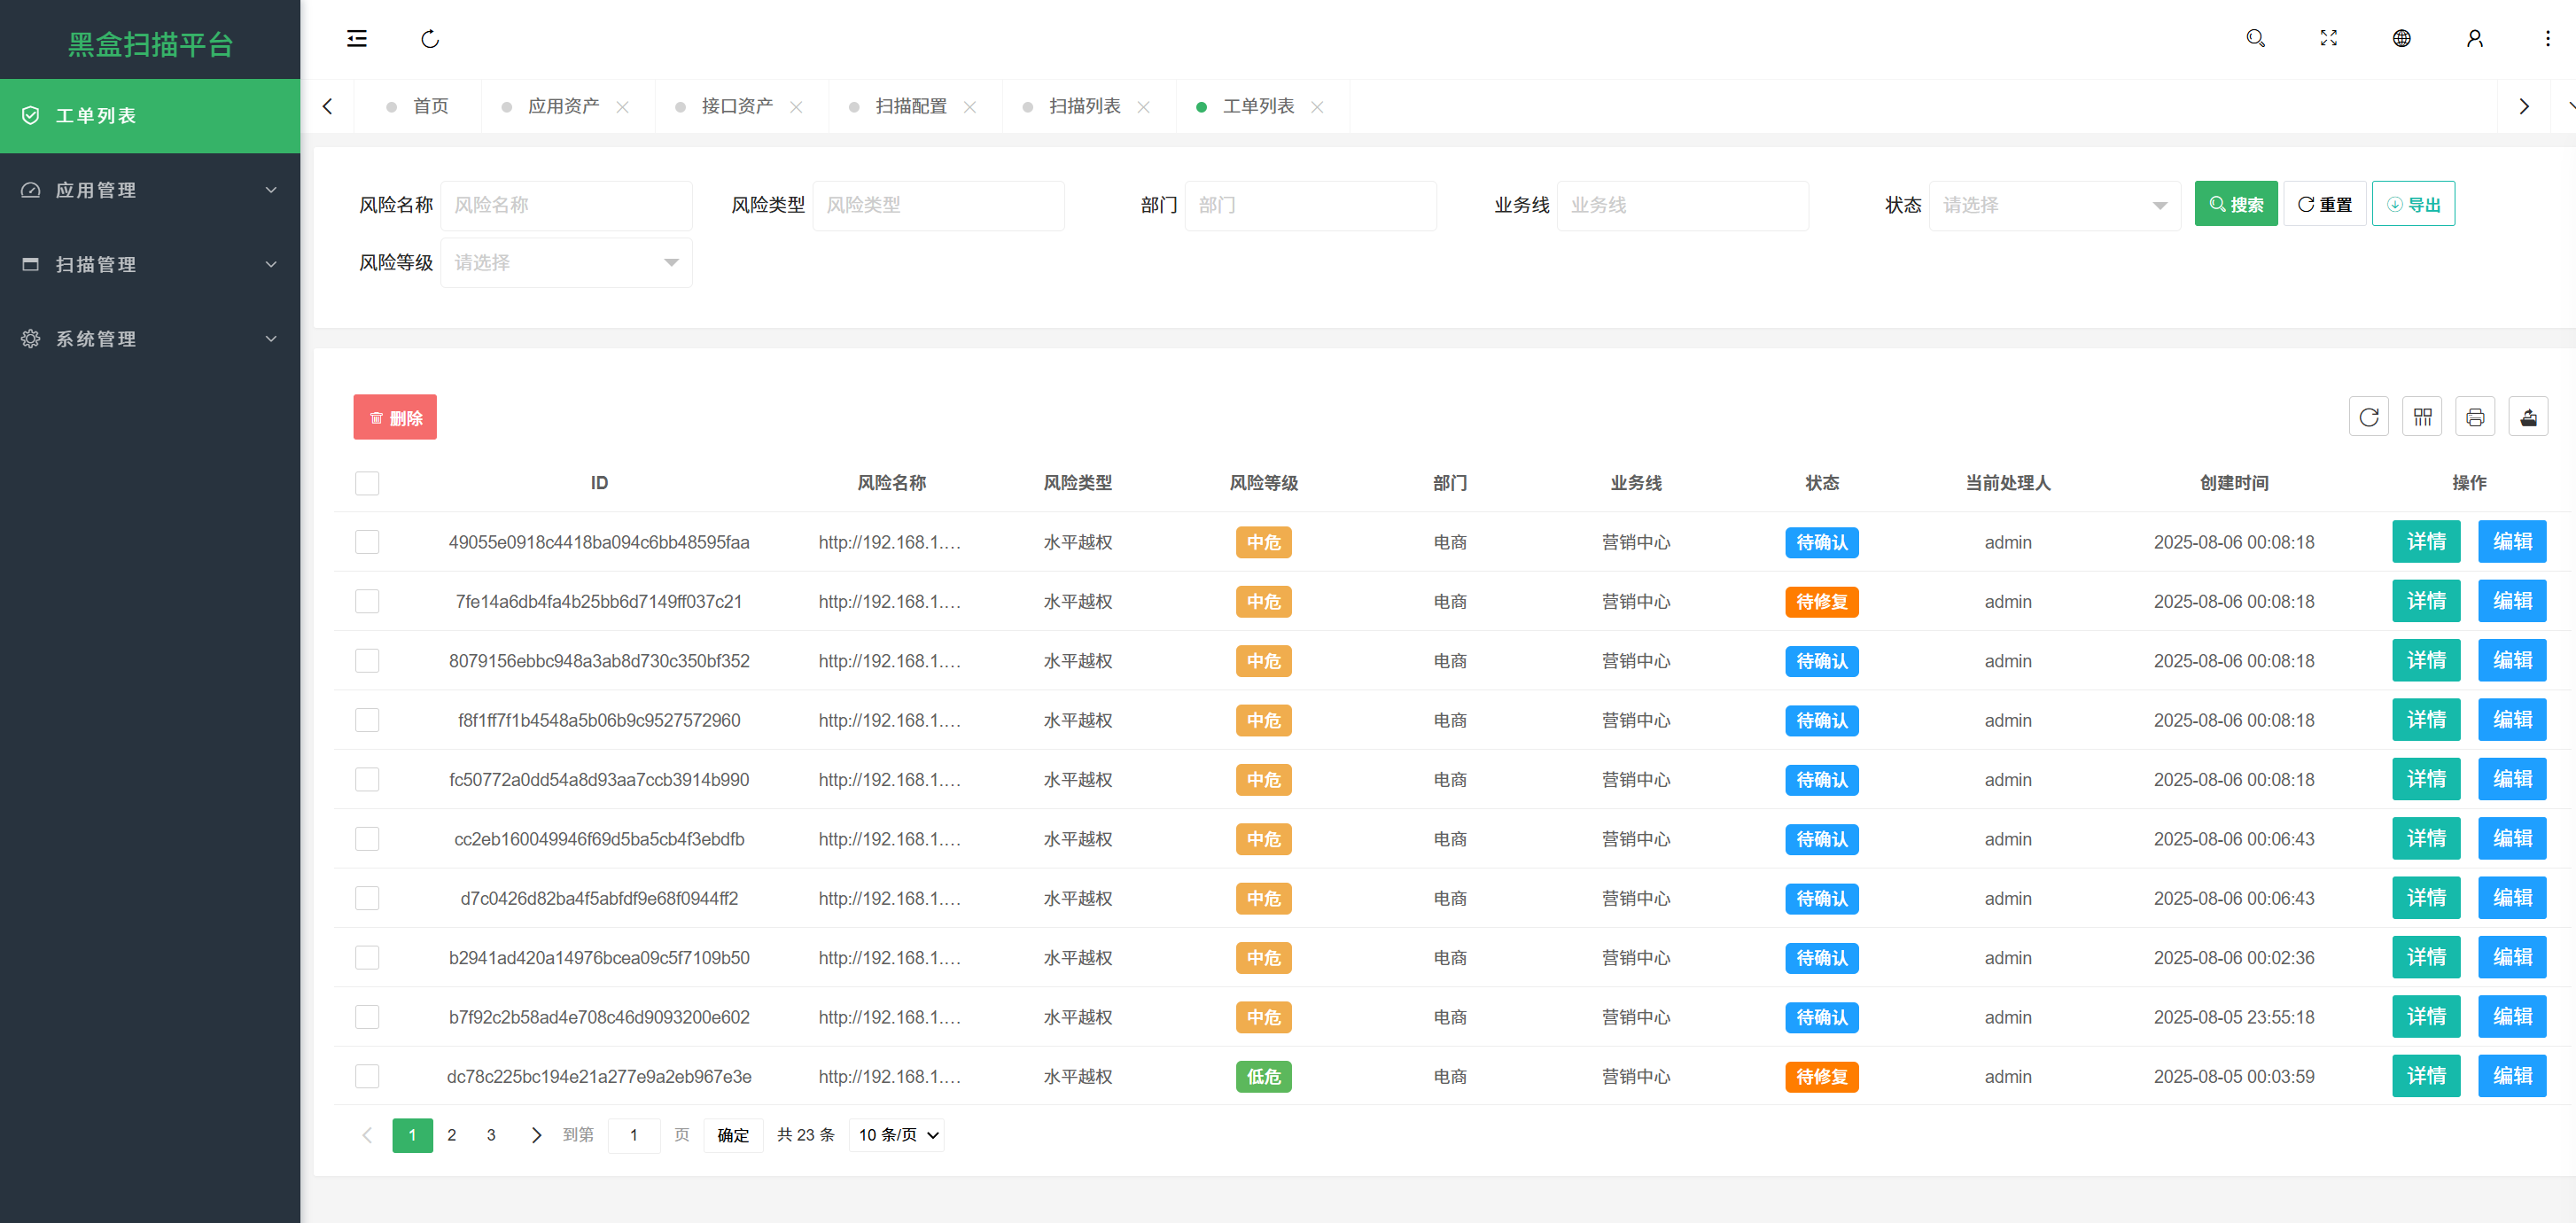 黑盒扫描平台
工单列表
应用管理
扫描管理
系统管理
首页 应用资产 接口资产 扫描配置 扫描列表 工单列表
风险名称 风险名称 风险类型 风险类型 部门 部门 业务线 业务线 状态 请选择 搜索 重置 导出
风险等级 请选择
删除
ID 风险名称 风险类型 风险等级 部门 业务线 状态 当前处理人 创建时间 操作
49055e0918c4418ba094c6bb48595faa http://192.168.1.… 水平越权 中危 电商 营销中心 待确认 admin 2025-08-06 00:08:18 详情 编辑
7fe14a6db4fa4b25bb6d7149ff037c21 http://192.168.1.… 水平越权 中危 电商 营销中心 待修复 admin 2025-08-06 00:08:18 详情 编辑
8079156ebbc948a3ab8d730c350bf352 http://192.168.1.… 水平越权 中危 电商 营销中心 待确认 admin 2025-08-06 00:08:18 详情 编辑
f8f1ff7f1b4548a5b06b9c9527572960 http://192.168.1.… 水平越权 中危 电商 营销中心 待确认 admin 2025-08-06 00:08:18 详情 编辑
fc50772a0dd54a8d93aa7ccb3914b990 http://192.168.1.… 水平越权 中危 电商 营销中心 待确认 admin 2025-08-06 00:08:18 详情 编辑
cc2eb160049946f69d5ba5cb4f3ebdfb http://192.168.1.… 水平越权 中危 电商 营销中心 待确认 admin 2025-08-06 00:06:43 详情 编辑
d7c0426d82ba4f5abfdf9e68f0944ff2 http://192.168.1.… 水平越权 中危 电商 营销中心 待确认 admin 2025-08-06 00:06:43 详情 编辑
b2941ad420a14976bcea09c5f7109b50 http://192.168.1.… 水平越权 中危 电商 营销中心 待确认 admin 2025-08-06 00:02:36 详情 编辑
b7f92c2b58ad4e708c46d9093200e602 http://192.168.1.… 水平越权 中危 电商 营销中心 待确认 admin 2025-08-05 23:55:18 详情 编辑
dc78c225bc194e21a277e9a2eb967e3e http://192.168.1.… 水平越权 低危 电商 营销中心 待修复 admin 2025-08-05 00:03:59 详情 编辑
1 2 3 到第 1 页 确定 共 23 条 10 条/页